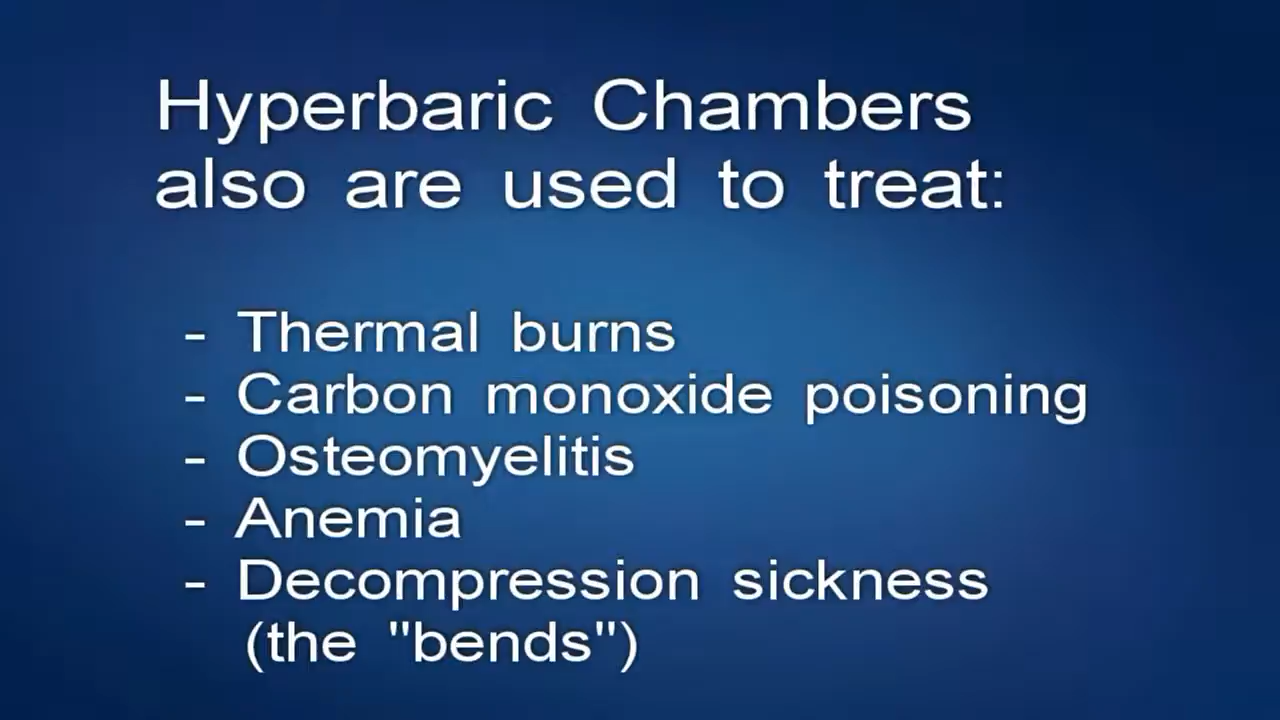 Hyperbaric Chambers
also are used to treat:
- Thermal burns
- Carbon monoxide poisoning
- Osteomyelitis
- Anemia
- Decompression sickness
(the "bends")